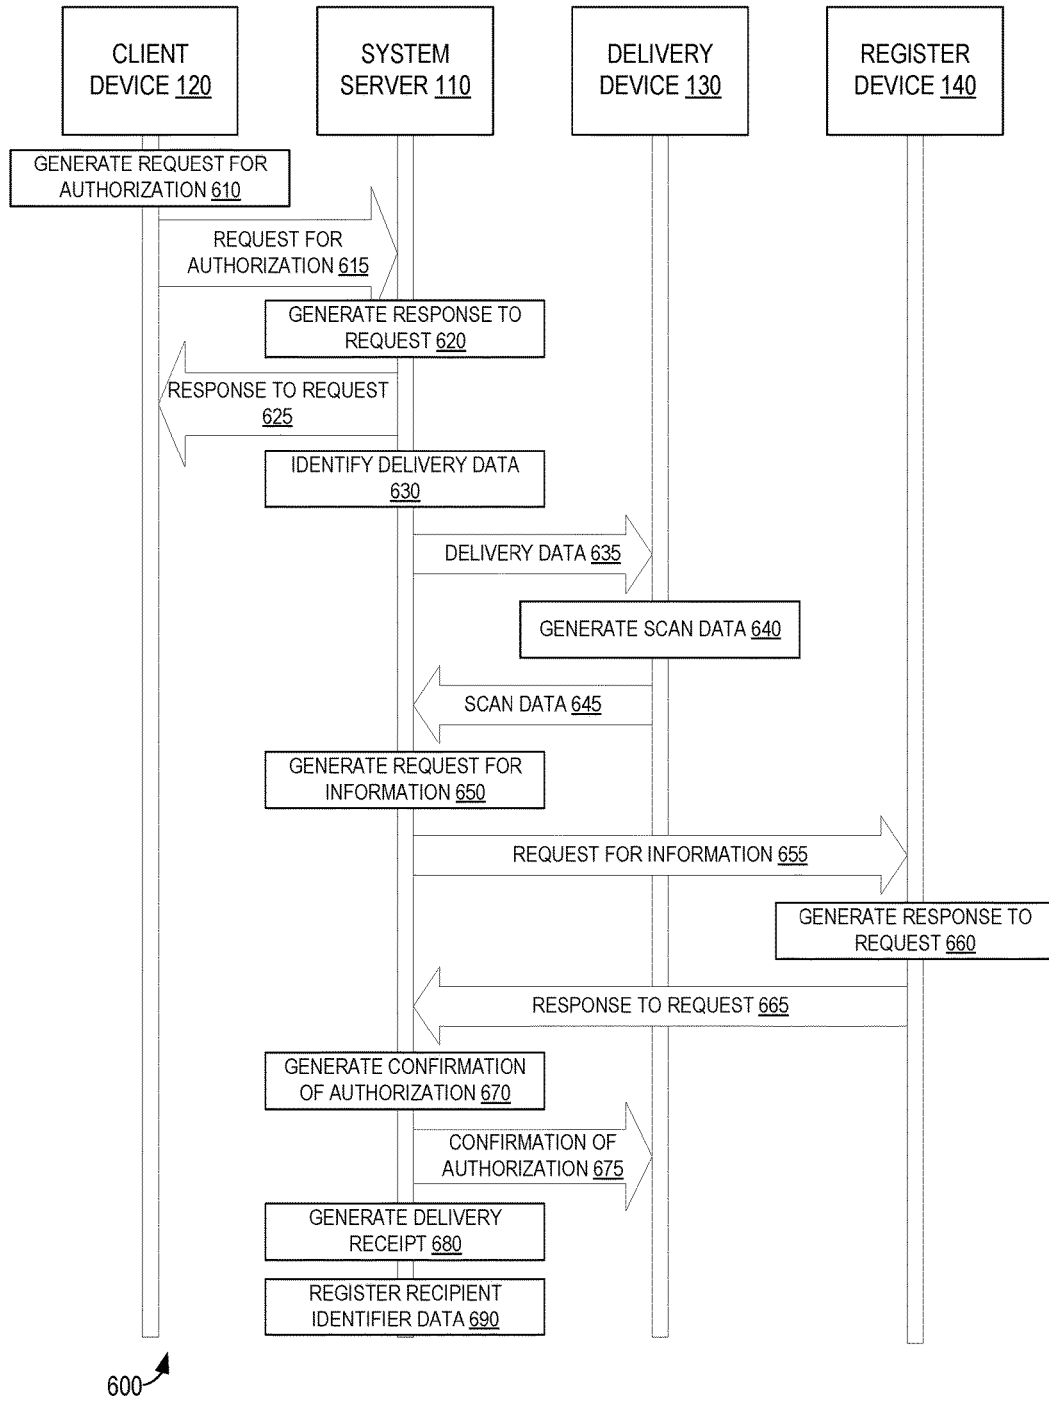 CLIENT
DEVICE 120
SYSTEM
SERVER 110
DELIVERY
DEVICE 130
REGISTER
DEVICE 140
GENERATE REQUEST FOR
AUTHORIZATION 610
REQUEST FOR
AUTHORIZATION 615
GENERATE RESPONSE TO
REQUEST 620
RESPONSE TO REQUEST
625
IDENTIFY DELIVERY DATA
630
DELIVERY DATA 635
GENERATE SCAN DATA 640
SCAN DATA 645
GENERATE REQUEST FOR
INFORMATION 650
REQUEST FOR INFORMATION 655
GENERATE RESPONSE TO
REQUEST 660
RESPONSE TO REQUEST 665
GENERATE CONFIRMATION
OF AUTHORIZATION 670
CONFIRMATION OF
AUTHORIZATION 675
GENERATE DELIVERY
RECEIPT 680
REGISTER RECIPIENT
IDENTIFIER DATA 690
600